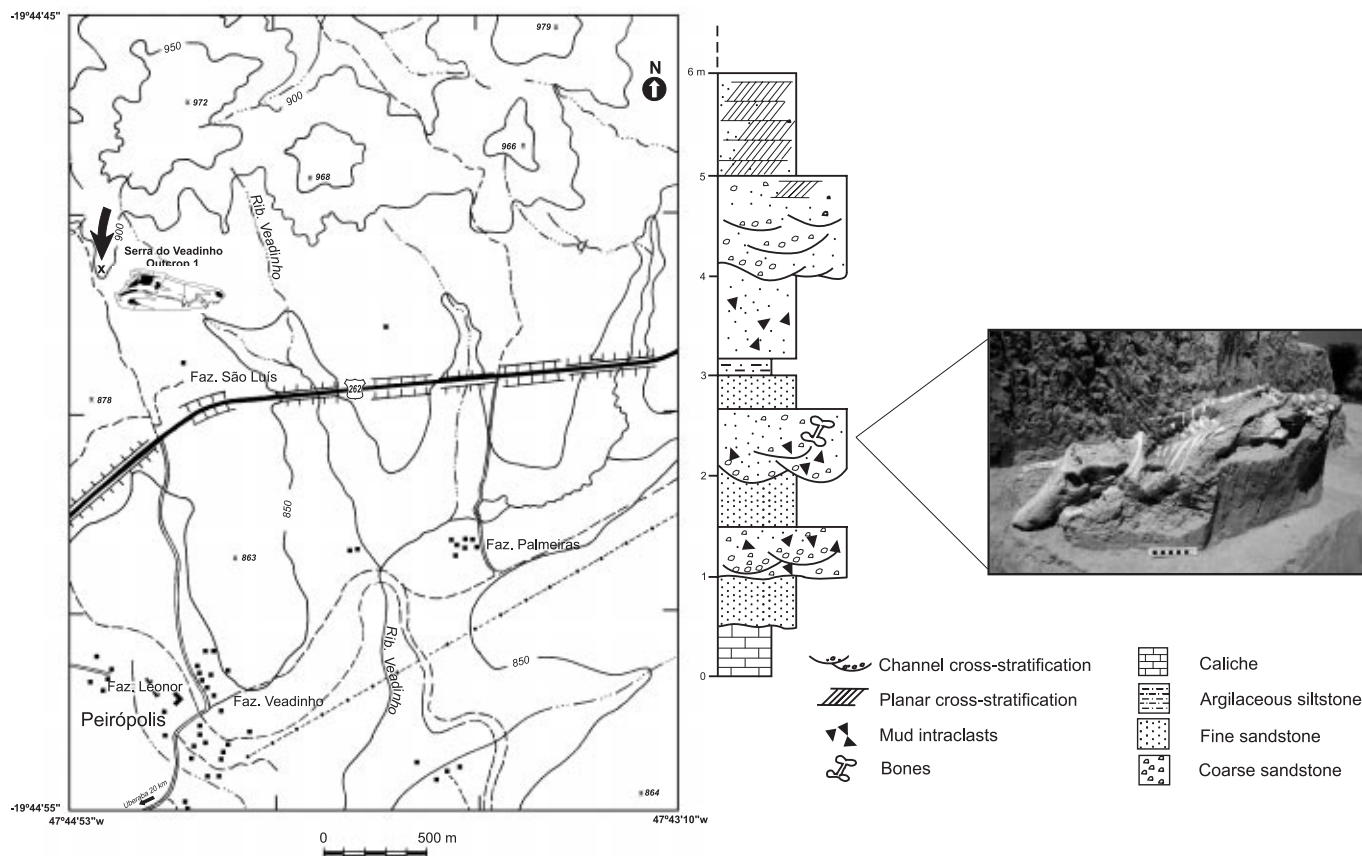 -19°44'45"
950
979
972
N
900
966
968
Rib. Veadinho
900
Serra do Veadinho
Outcrop 1
x
Faz. São Luís
262
878
850
863
Faz. Palmeiras
Rib. Veadinho
850
Faz. Leonor
Faz. Veadinho
Peirópolis
Uberaba 20 km
864
-19°44'55"
47°44'53"w
47°43'10"w
0 500 m
6 m
5
4
3
2
1
0
Channel cross-stratification
Planar cross-stratification
Mud intraclasts
Bones
Caliche
Argilaceous siltstone
Fine sandstone
Coarse sandstone